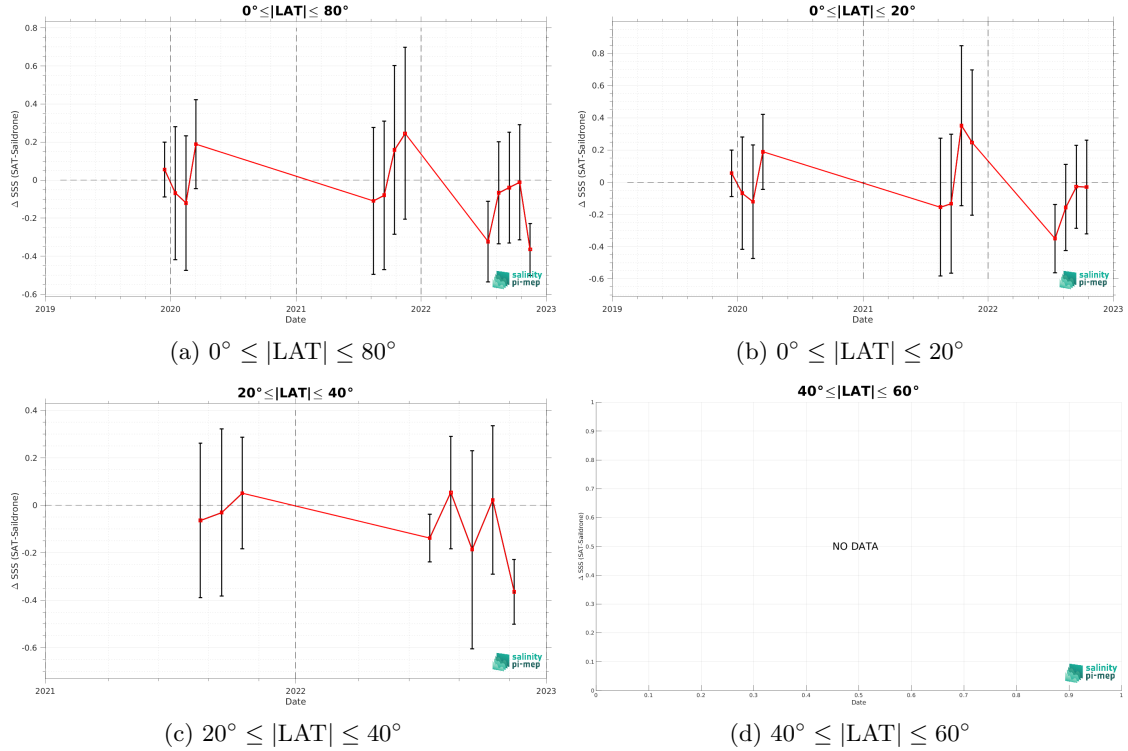 0°≤|LAT|≤ 80°
Δ SSS (SAT-Saildrone)
0.8
0.6
0.4
0.2
0
-0.2
-0.4
-0.6
2019
2020
2021
2022
2023
Date
salinity
pi-mep
(a) 0° ≤ |LAT| ≤ 80°
0°≤|LAT|≤ 20°
Δ SSS (SAT-Saildrone)
0.8
0.6
0.4
0.2
0
-0.2
-0.4
-0.6
2019
2020
2021
2022
2023
Date
salinity
pi-mep
(b) 0° ≤ |LAT| ≤ 20°
20°≤|LAT|≤ 40°
Δ SSS (SAT-Saildrone)
0.4
0.2
0
-0.2
-0.4
-0.6
2021
2022
2023
Date
salinity
pi-mep
(c) 20° ≤ |LAT| ≤ 40°
40°≤|LAT|≤ 60°
Δ SSS (SAT-Saildrone)
1
0.9
0.8
0.7
0.6
0.5
0.4
0.3
0.2
0.1
0
NO DATA
0
0.1
0.2
0.3
0.4
0.5
0.6
0.7
0.8
0.9
1
Date
salinity
pi-mep
(d) 40° ≤ |LAT| ≤ 60°